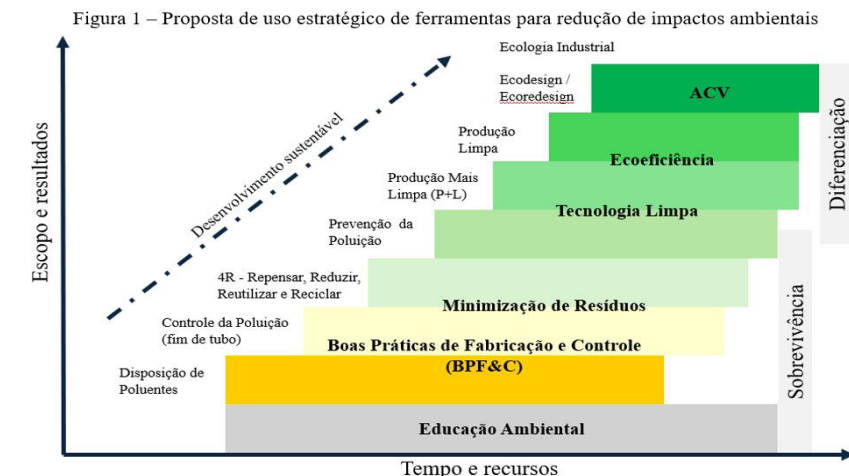 Figura 1 – Proposta de uso estratégico de ferramentas para redução de impactos ambientais
Ecologia Industrial
Ecodesign /
Ecoredesign
ACV
Produção
Limpa
Ecoeficiência
Produção Mais
Limpa (P+L)
Tecnologia Limpa
Prevenção da
Poluição
4R - Repensar, Reduzir,
Reutilizar e Reciclar
Minimização de Resíduos
Controle da Poluição
(fim de tubo)
Boas Práticas de Fabricação e Controle
(BPF&C)
Disposição de
Poluentes
Educação Ambiental
Desenvolvimento sustentável
Escopo e resultados
Tempo e recursos
Diferenciação
Sobrevivência